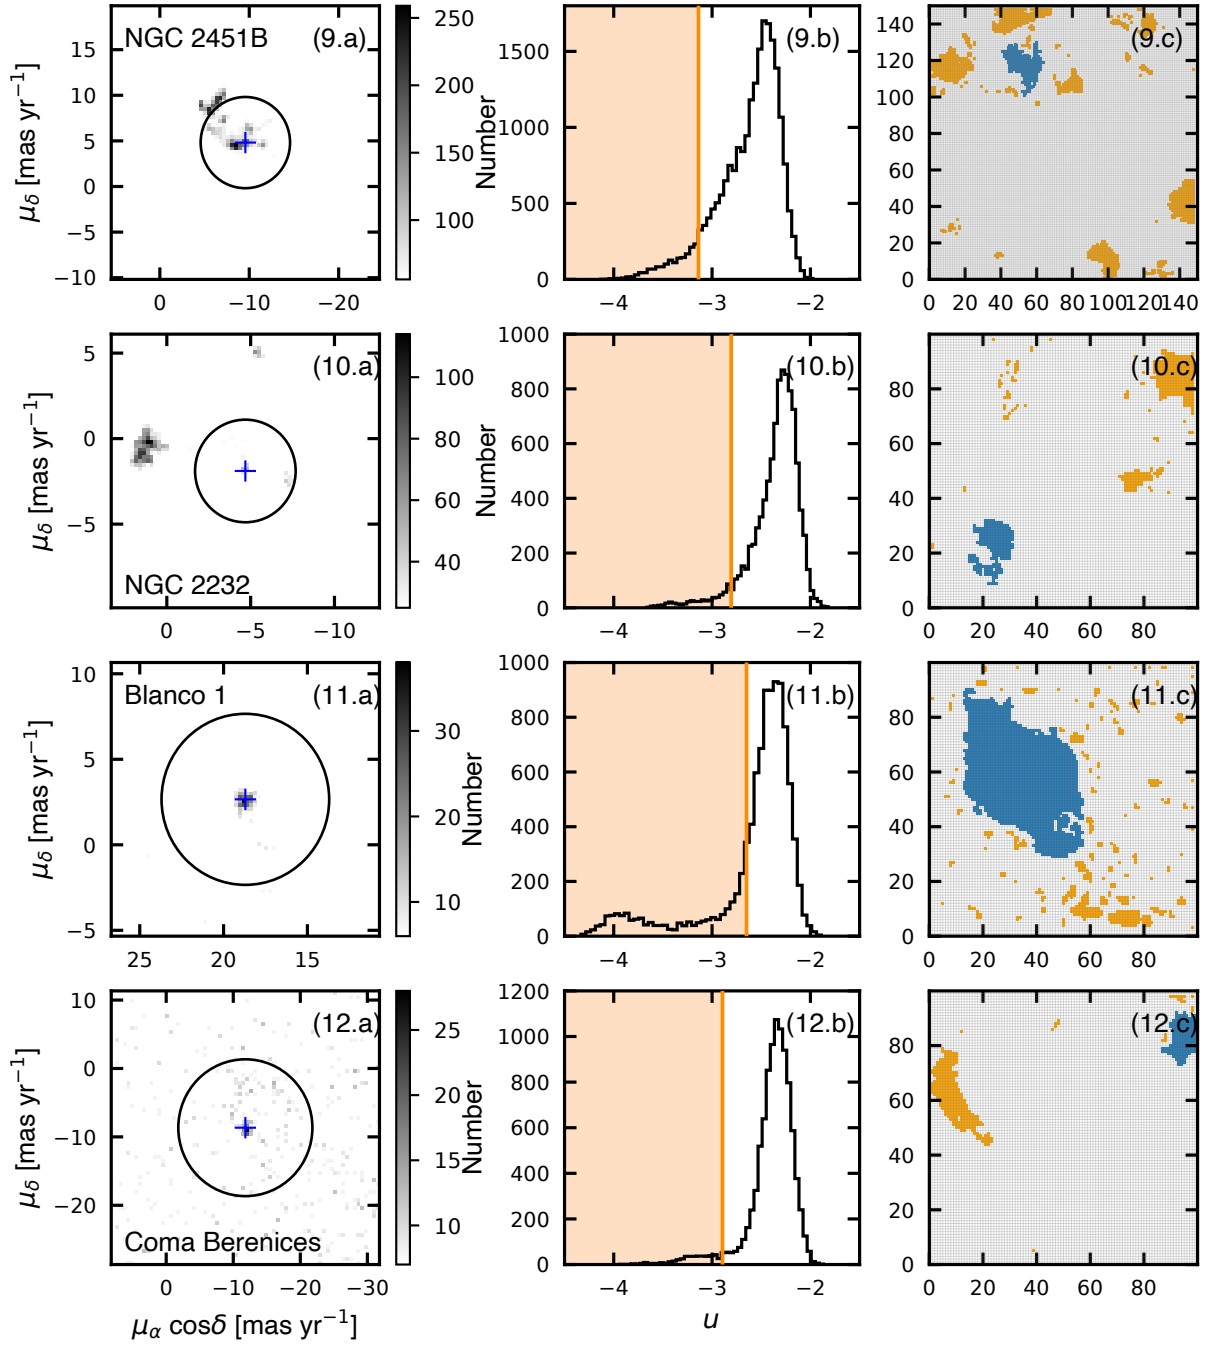 NGC 2451B (9.a)
15
10
5
0
−5
−10
0 −10 −20
μδ [mas yr−1]
250
200
150
100
Number
(9.b)
1500
1000
500
0
−4 −3 −2
(9.c)
140
120
100
80
60
40
20
0
0 20 40 60 80 100120140
(10.a)
NGC 2232
5
0
−5
0 −5 −10
μδ [mas yr−1]
100
80
60
40
Number
(10.b)
1000
800
600
400
200
0
−4 −3 −2
(10.c)
80
60
40
20
0
0 20 40 60 80
Blanco 1 (11.a)
10
5
0
−5
25 20 15
μδ [mas yr−1]
30
20
10
Number
(11.b)
1000
800
600
400
200
0
−4 −3 −2
(11.c)
80
60
40
20
0
0 20 40 60 80
(12.a)
Coma Berenices
10
0
−10
−20
0 −10 −20 −30
μδ [mas yr−1]
μα cosδ [mas yr−1]
25
20
15
10
Number
(12.b)
1200
1000
800
600
400
200
0
−4 −3 −2
u
(12.c)
80
60
40
20
0
0 20 40 60 80